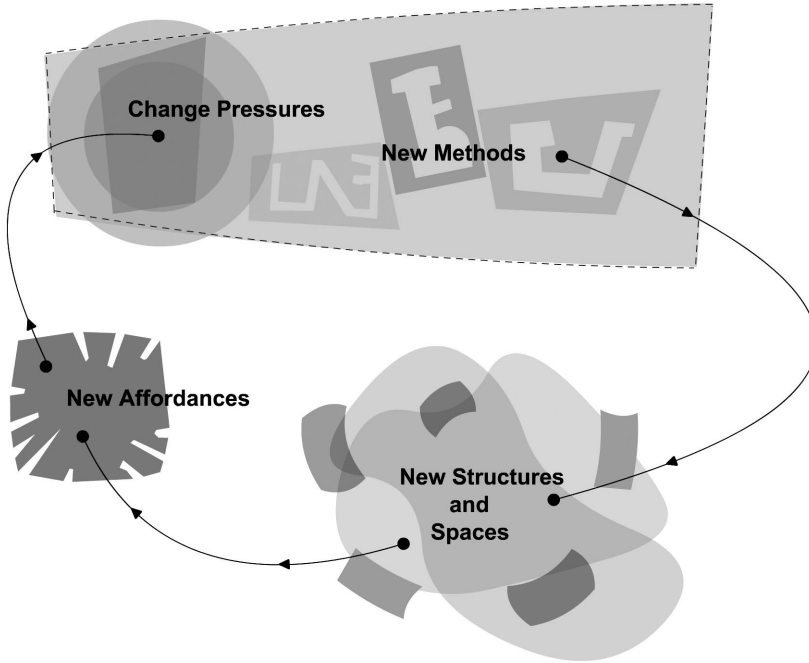 Change Pressures
New Methods
New Affordances
New Structures
and
Spaces